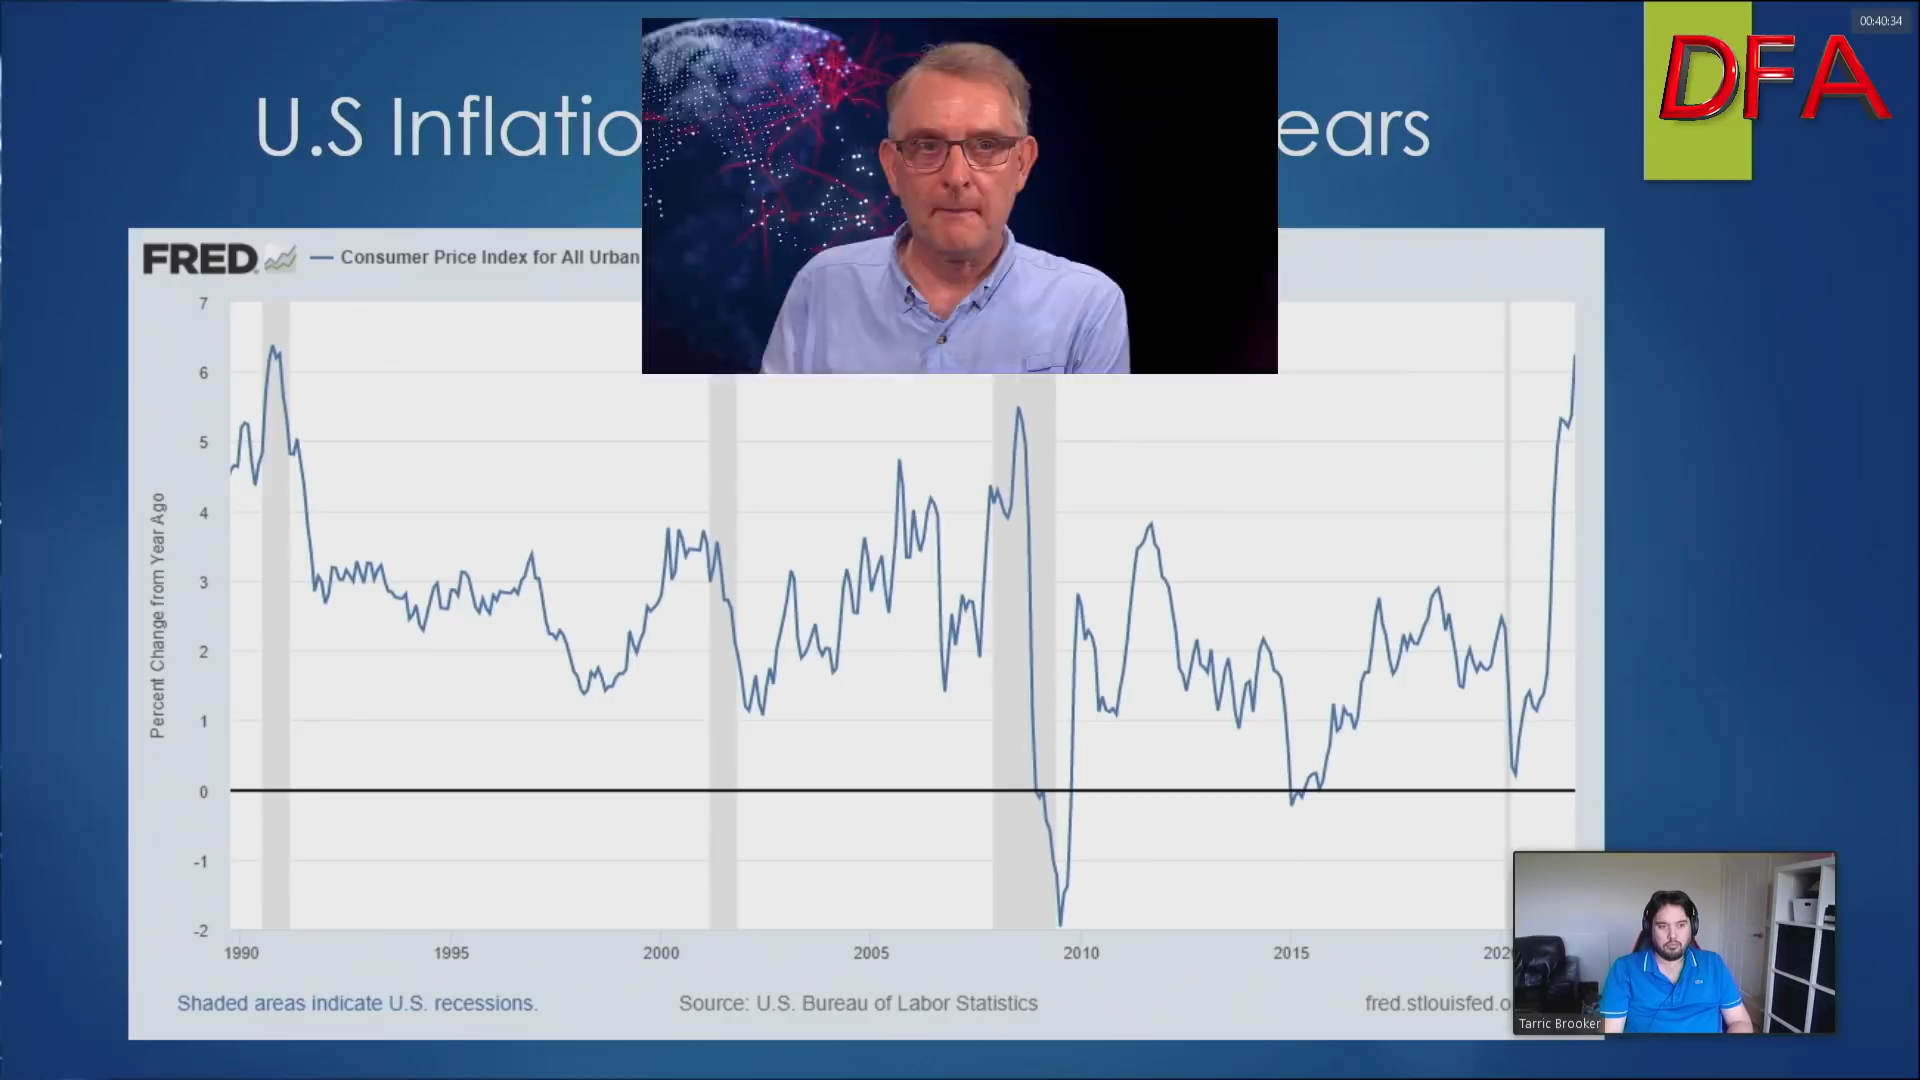 00:40:34
DFA
U.S Inflatio
ears
FRED
Consumer Price Index for All Urban
7
6
5
4
3
2
1
0
-1
-2
Percent Change from Year Ago
1990 1995 2000 2005 2010 2015 202
Shaded areas indicate U.S. recessions.
Source: U.S. Bureau of Labor Statistics
fred.stlouisfed.o
Tarric Brooker